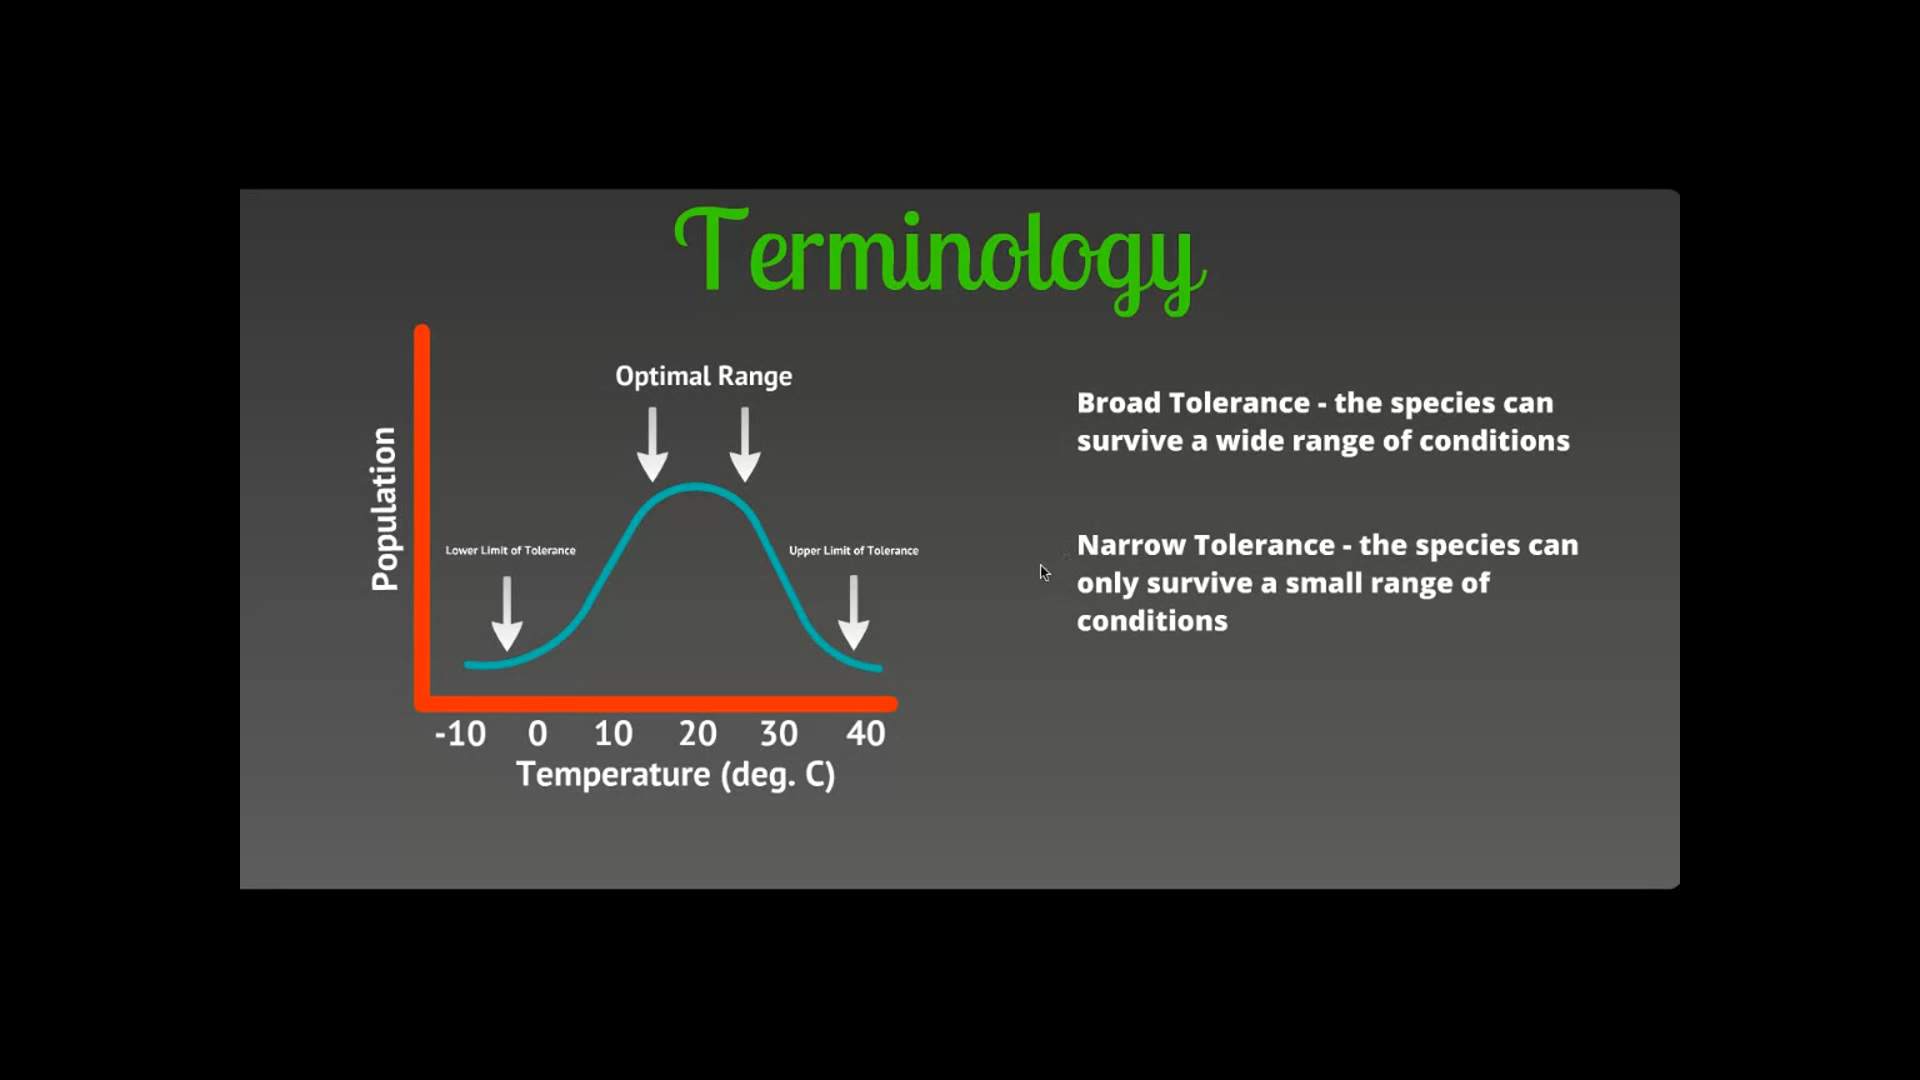 Terminology
Optimal Range
Population
Lower Limit of Tolerance
Upper Limit of Tolerance
-10 0 10 20 30 40
Temperature (deg. C)
Broad Tolerance - the species can
survive a wide range of conditions
Narrow Tolerance - the species can
only survive a small range of
conditions